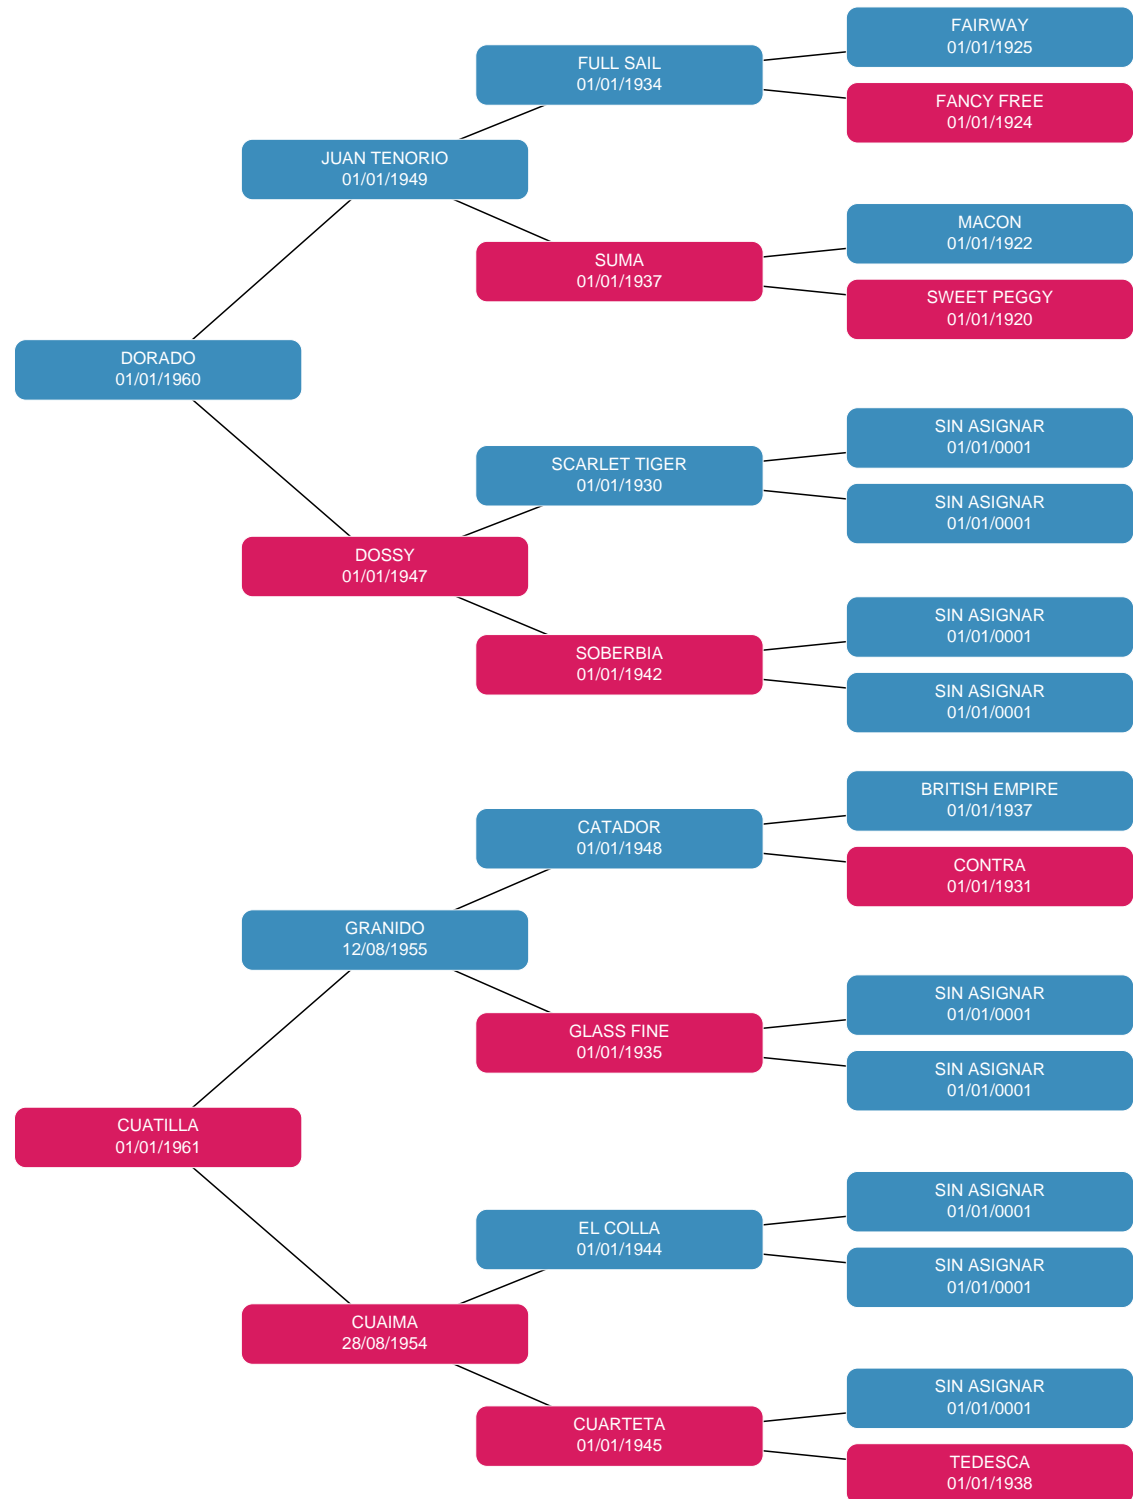 FAIRWAY
01/01/1925
FULL SAIL
01/01/1934
FANCY FREE
01/01/1924
JUAN TENORIO
01/01/1949
MACON
01/01/1922
SUMA
01/01/1937
SWEET PEGGY
01/01/1920
DORADO
01/01/1960
SIN ASIGNAR
01/01/0001
SCARLET TIGER
01/01/1930
SIN ASIGNAR
01/01/0001
DOSSY
01/01/1947
SIN ASIGNAR
01/01/0001
SOBERBIA
01/01/1942
SIN ASIGNAR
01/01/0001
BRITISH EMPIRE
01/01/1937
CATADOR
01/01/1948
CONTRA
01/01/1931
GRANIDO
12/08/1955
SIN ASIGNAR
01/01/0001
GLASS FINE
01/01/1935
SIN ASIGNAR
01/01/0001
CUATILLA
01/01/1961
SIN ASIGNAR
01/01/0001
EL COLLA
01/01/1944
SIN ASIGNAR
01/01/0001
CUAIMA
28/08/1954
SIN ASIGNAR
01/01/0001
CUARTETA
01/01/1945
TEDESCA
01/01/1938